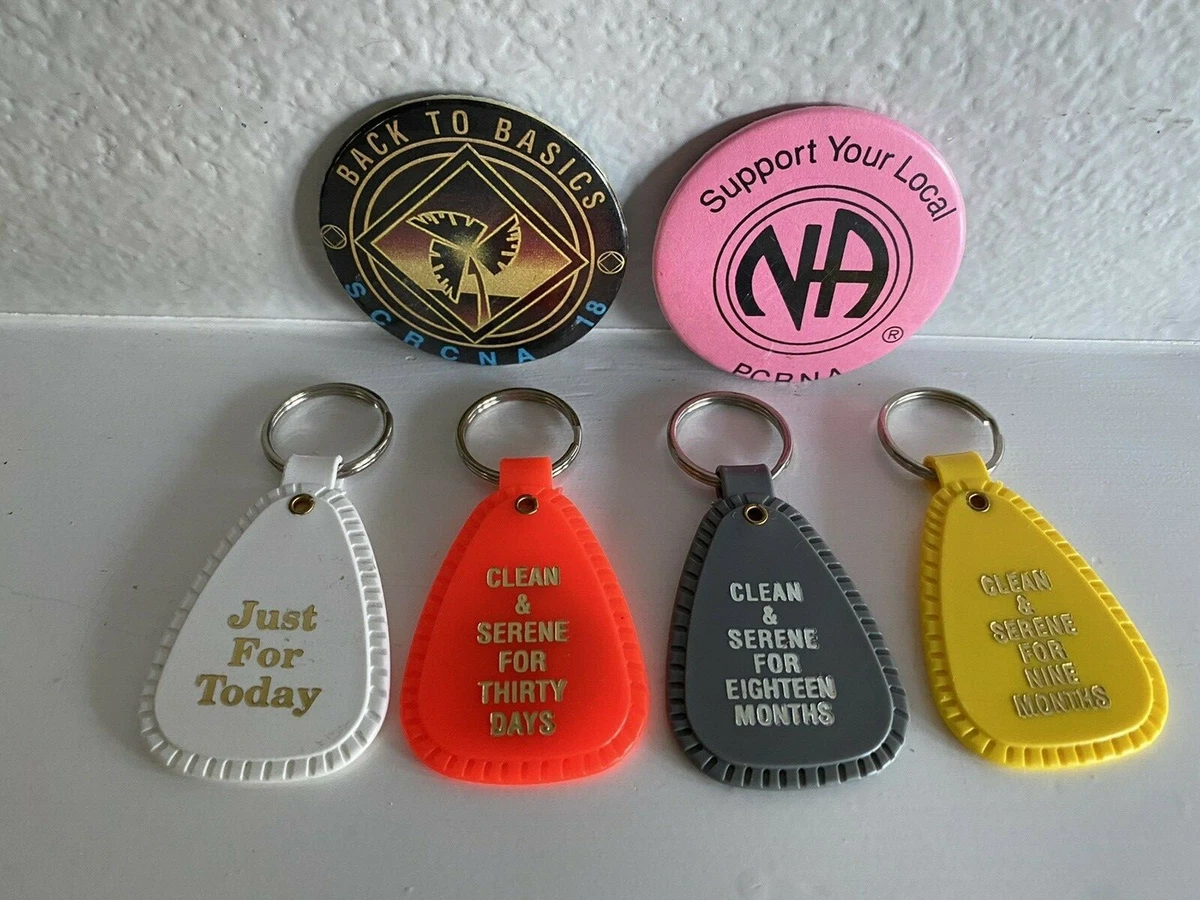 BACK TO BASICS
SCRCNA 18
Support Your Local
NA
®
PCRNA
Just
For
Today
CLEAN
&
SERENE
FOR
THIRTY
DAYS
CLEAN
&
SERENE
FOR
EIGHTEEN
MONTHS
CLEAN
&
SERENE
FOR
NINE
MONTHS